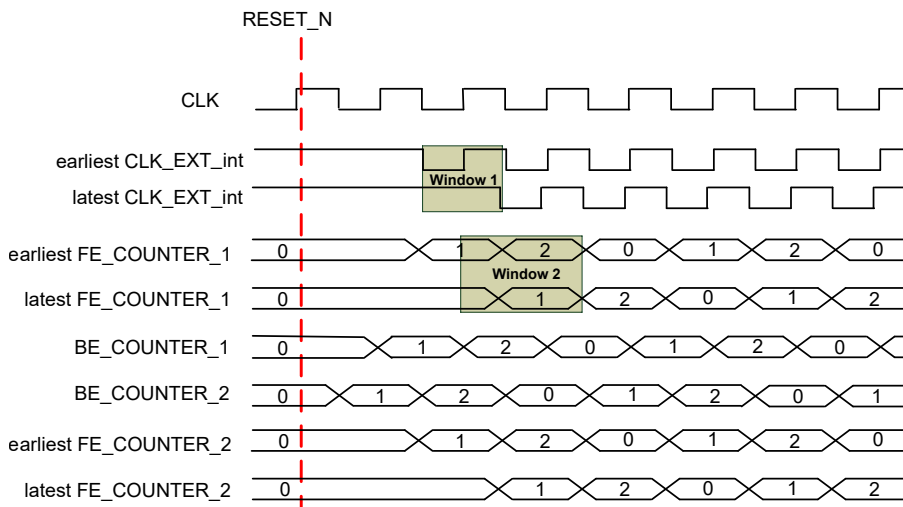 RESET_N
CLK
earliest CLK_EXT_int
Window 1
latest CLK_EXT_int
earliest FE_COUNTER_1 0 1 2 0 1 2 0
Window 2
latest FE_COUNTER_1 0 1 2 0 1 2
BE_COUNTER_1 0 1 2 0 1 2 0
BE_COUNTER_2 0 1 2 0 1 2 0 1
earliest FE_COUNTER_2 0 1 2 0 1 2 0
latest FE_COUNTER_2 0 1 2 0 1 2